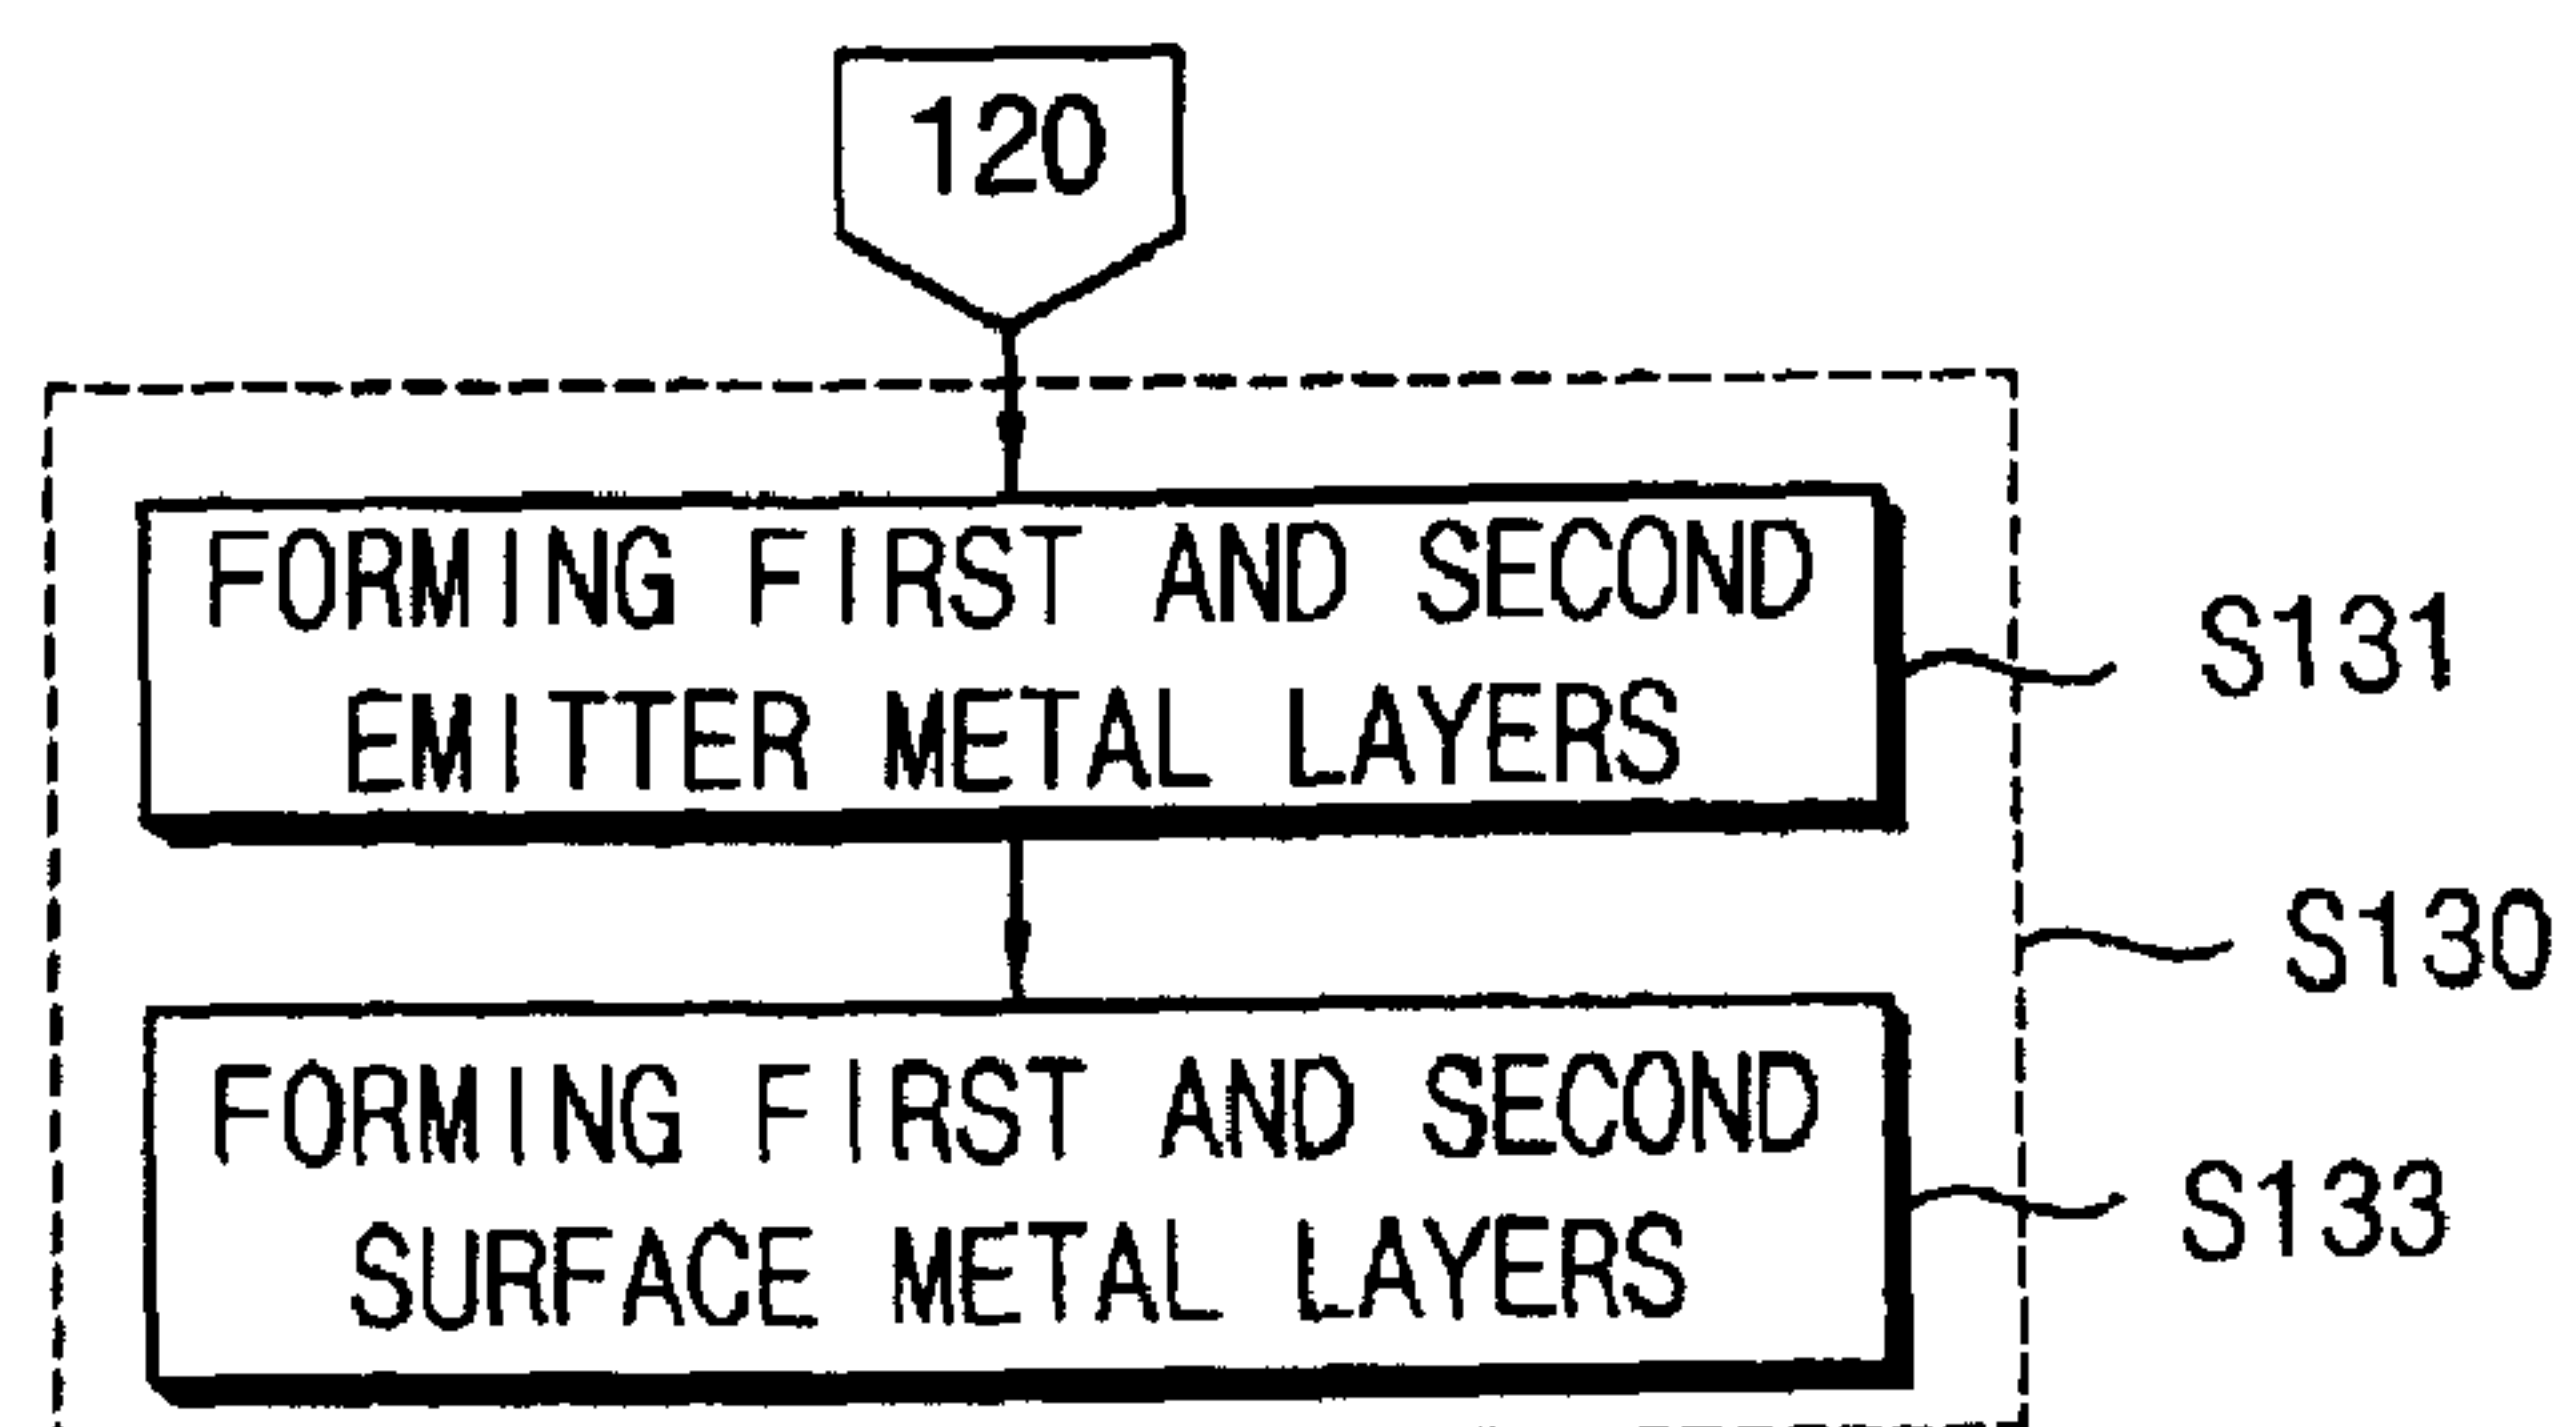 120
FORMING FIRST AND SECOND
EMITTER METAL LAYERS
S131
S130
FORMING FIRST AND SECOND
SURFACE METAL LAYERS
S133